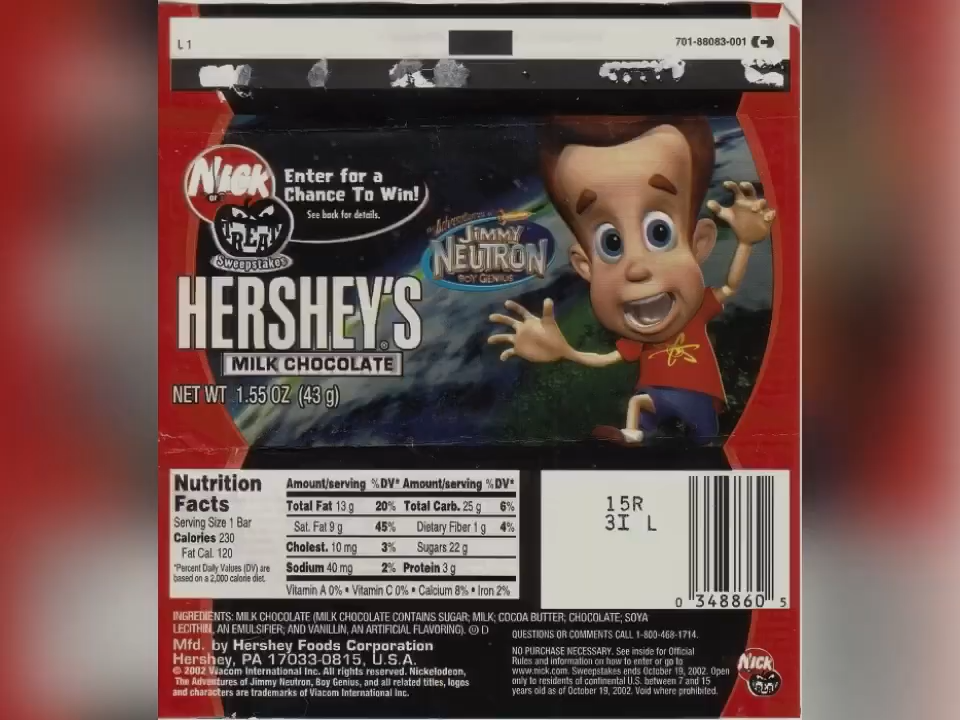 L 1
701-88083-001
NICK
OR
TREAT
Sweepstakes
Enter for a
Chance To Win!
See back for details.
The Adventures of
JIMMY
NEUTRON
BOY GENIUS
HERSHEY'S®
MILK CHOCOLATE
NET WT 1.55 OZ (43 g)
Nutrition
Facts
Serving Size 1 Bar
Calories 230
Fat Cal. 120
*Percent Daily Values (DV) are
based on a 2,000 calorie diet.
Amount/serving %DV* Amount/serving %DV*
Total Fat 13 g 20% Total Carb. 25 g 6%
Sat. Fat 9 g 45% Dietary Fiber 1 g 4%
Cholest. 10 mg 3% Sugars 22 g
Sodium 40 mg 2% Protein 3 g
Vitamin A 0% • Vitamin C 0% • Calcium 8% • Iron 2%
15R
3I L
0 348860 5
INGREDIENTS: MILK CHOCOLATE (MILK CHOCOLATE CONTAINS SUGAR; MILK; COCOA BUTTER; CHOCOLATE; SOYA
LECITHIN, AN EMULSIFIER; AND VANILLIN, AN ARTIFICIAL FLAVORING). Ⓤ D
Mfd. by Hershey Foods Corporation
Hershey, PA 17033-0815, U.S.A.
© 2002 Viacom International Inc. All rights reserved. Nickelodeon,
The Adventures of Jimmy Neutron, Boy Genius, and all related titles, logos
and characters are trademarks of Viacom International Inc.
QUESTIONS OR COMMENTS CALL 1-800-468-1714.
NO PURCHASE NECESSARY. See inside for Official
Rules and information on how to enter or go to
www.nick.com. Sweepstakes ends October 19, 2002. Open
only to residents of continental U.S. between 7 and 15
years old as of October 19, 2002. Void where prohibited.
NICK
OR
TREAT